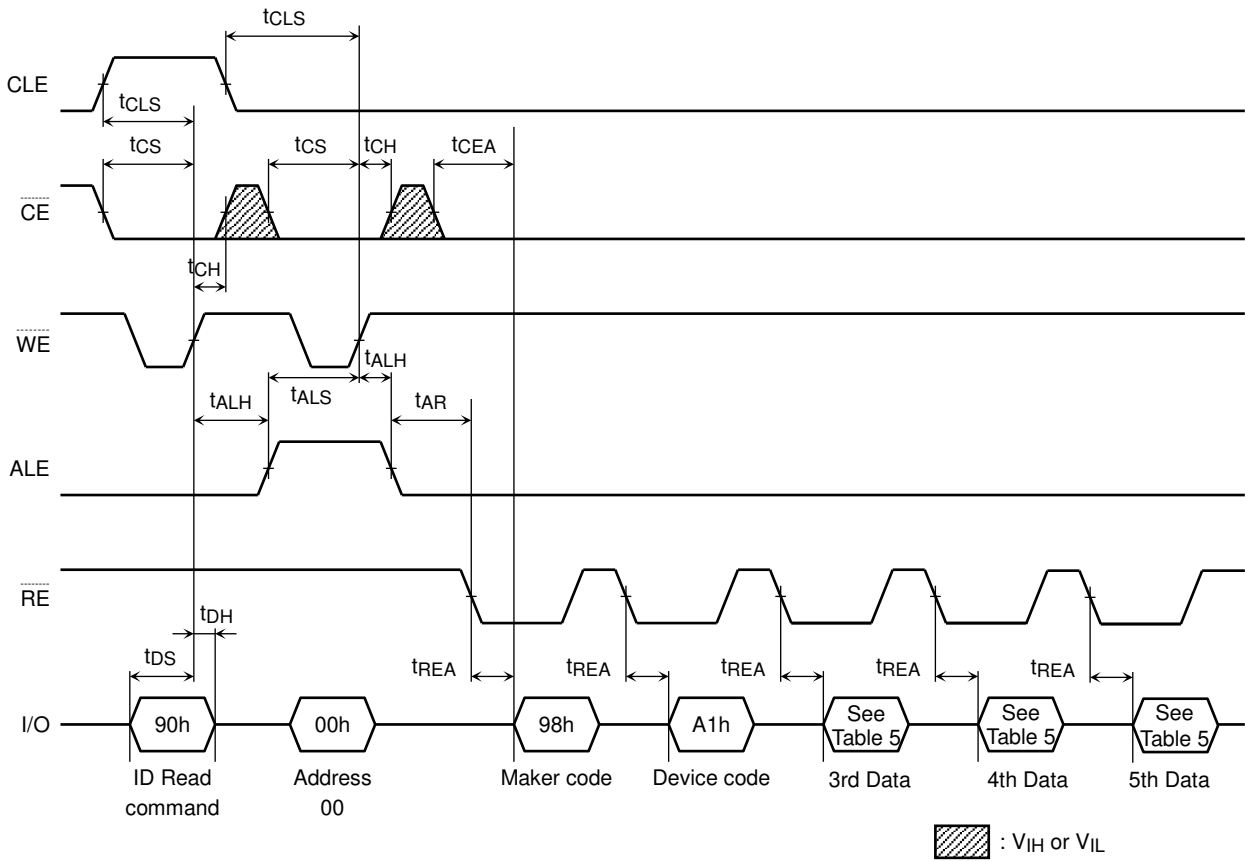 tCLS
CLE
tCLS
tCS tCS tCH tCEA
CE
tCH
WE
tALH
tALH tALS tAR
ALE
RE
tDH
tDS tREA tREA tREA tREA tREA
I/O 90h 00h 98h A1h See Table 5 See Table 5 See Table 5
ID Read command
Address 00
Maker code
Device code
3rd Data
4th Data
5th Data
: VIH or VIL